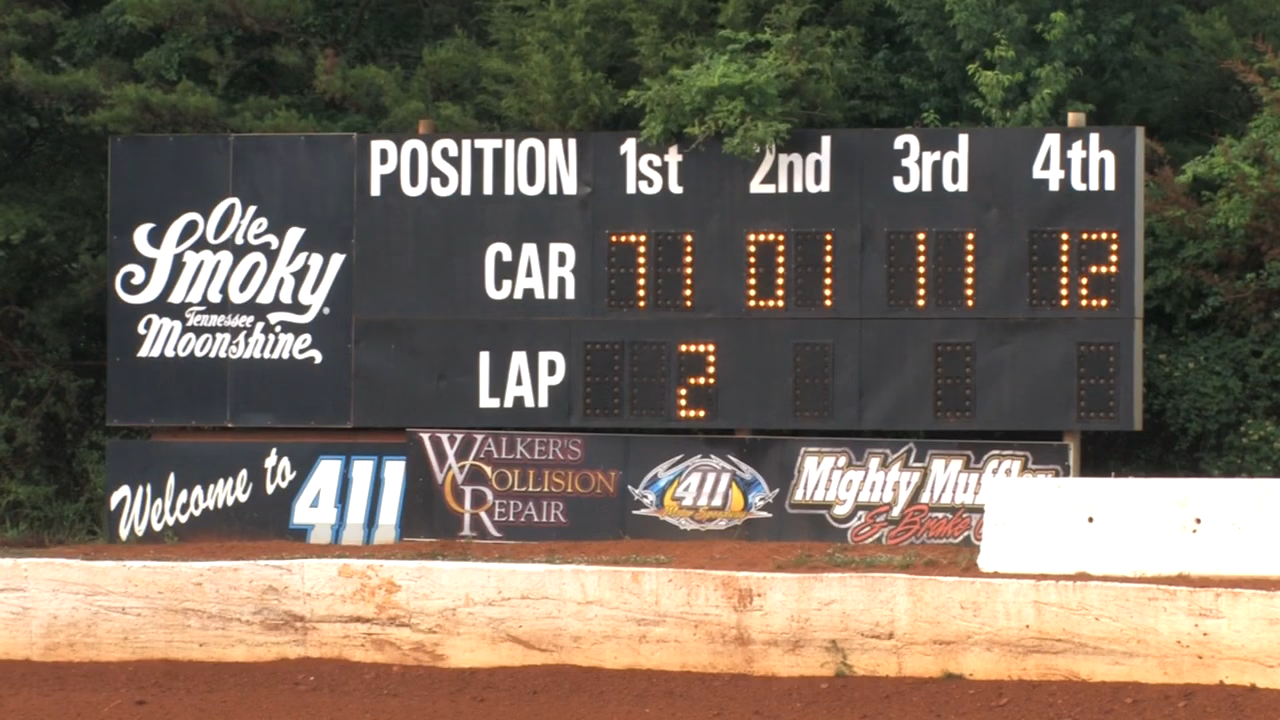 POSITION 1st 2nd 3rd 4th
CAR 71 01 11 12
LAP 2
Ole
Smoky
Tennessee
Moonshine
Welcome to 411
WALKER'S
COLLISION
REPAIR
411
Mighty Muffler
& Brake